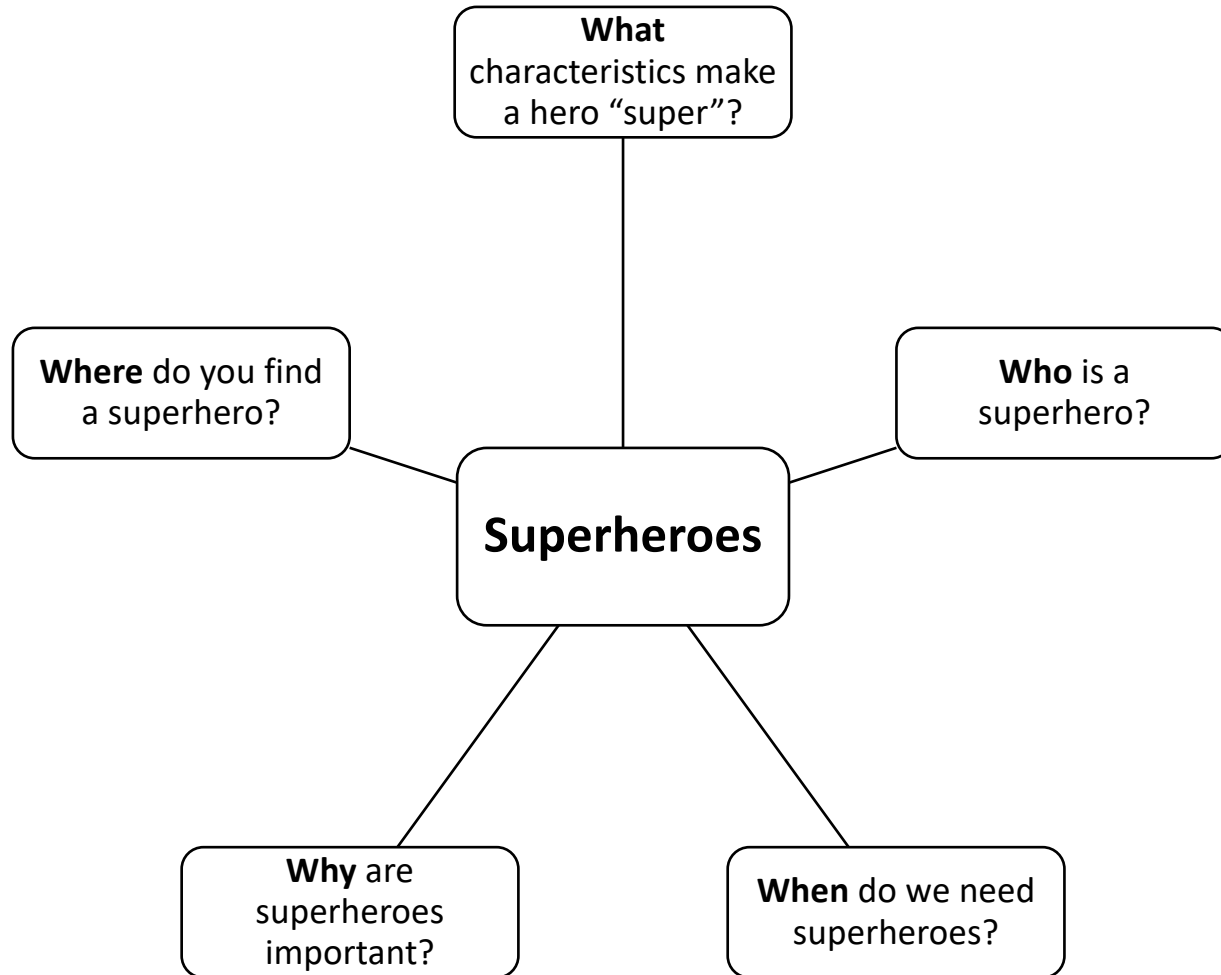 What
characteristics make
a hero “super”?
Where do you find
a superhero?
Who is a
superhero?
Superheroes
Why are
superheroes
important?
When do we need
superheroes?